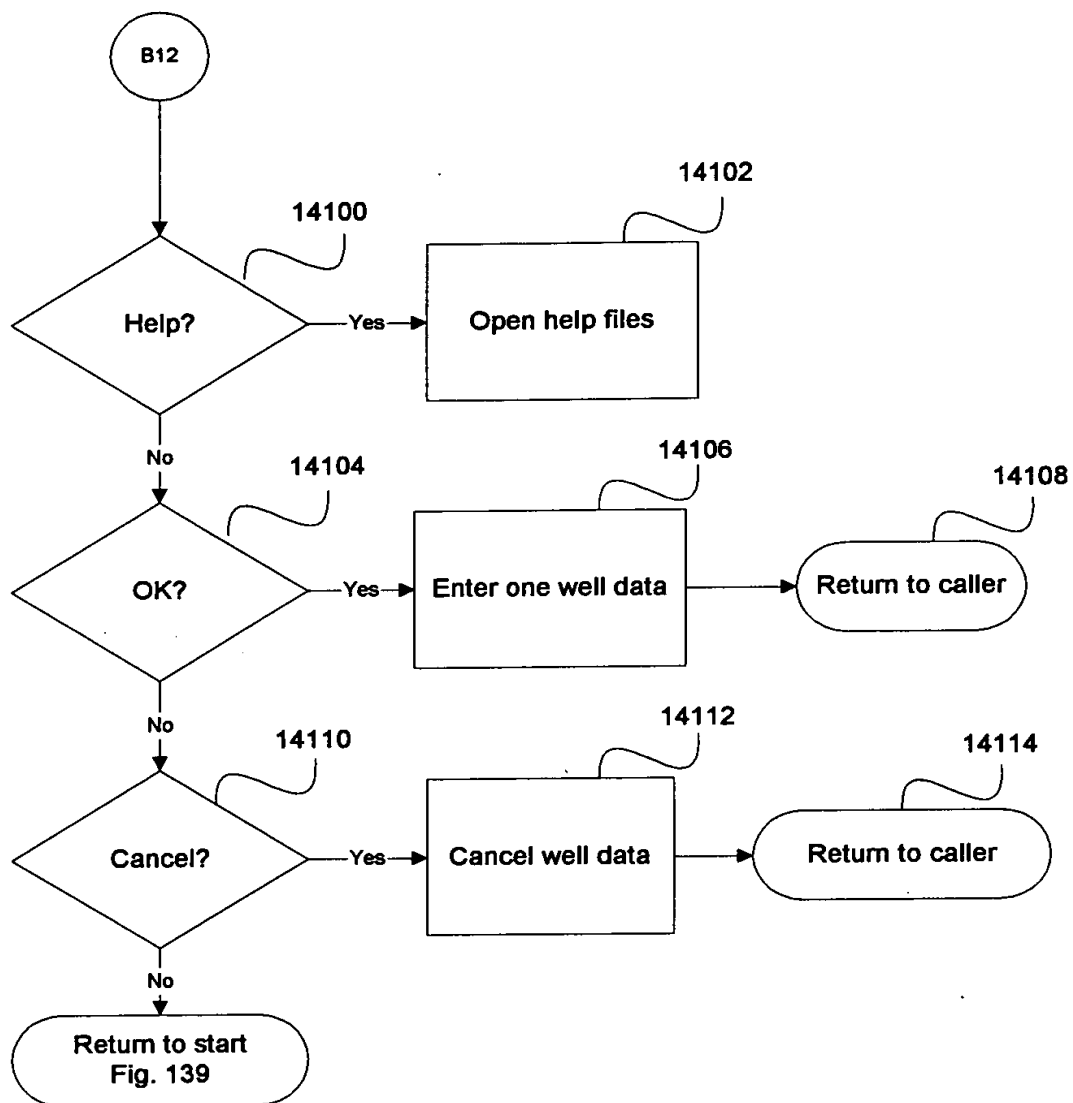 B12
14100
14102
Help?
Yes
Open help files
No
14104
14106
14108
OK?
Yes
Enter one well data
Return to caller
No
14110
14112
14114
Cancel?
Yes
Cancel well data
Return to caller
No
Return to start
Fig. 139